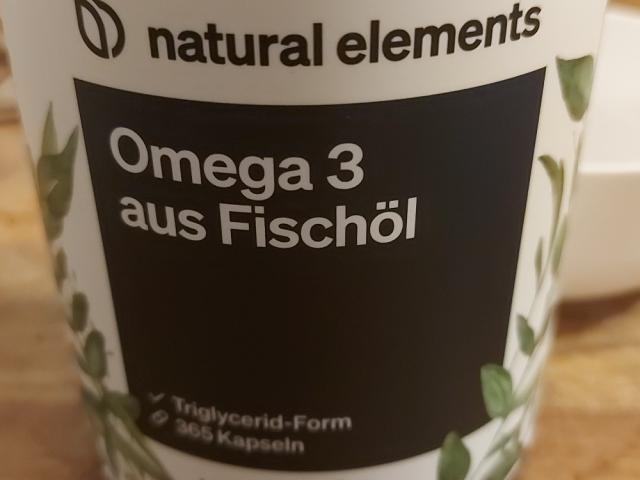 natural elements
Omega 3
aus Fischöl
Triglycerid-Form
365 Kapseln